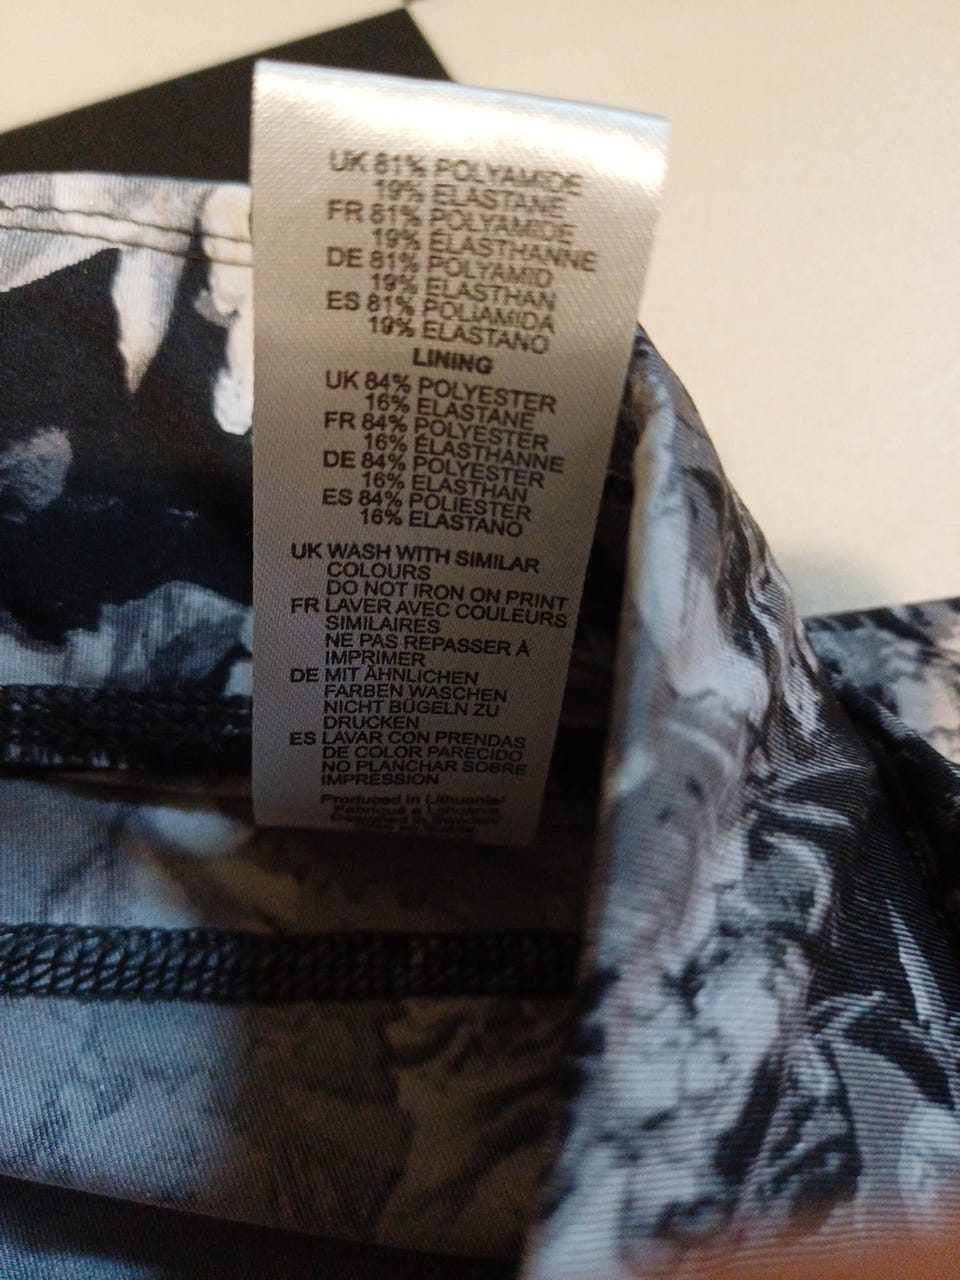 UK 81% POLYAMIDE
19% ELASTANE
FR 81% POLYAMIDE
19% ÉLASTHANNE
DE 81% POLYAMID
19% ELASTHAN
ES 81% POLIAMIDA
19% ELASTANO
LINING
UK 84% POLYESTER
16% ELASTANE
FR 84% POLYESTER
16% ÉLASTHANNE
DE 84% POLYESTER
16% ELASTHAN
ES 84% POLIESTER
16% ELASTANO
UK WASH WITH SIMILAR
COLOURS
DO NOT IRON ON PRINT
FR LAVER AVEC COULEURS
SIMILAIRES
NE PAS REPASSER À
IMPRIMER
DE MIT ÄHNLICHEN
FARBEN WASCHEN
NICHT BÜGELN ZU
DRUCKEN
ES LAVAR CON PRENDAS
DE COLOR PARECIDO
NO PLANCHAR SOBRE
IMPRESSION
Produced in Lithuania/
Fabriqué a Lithuanie